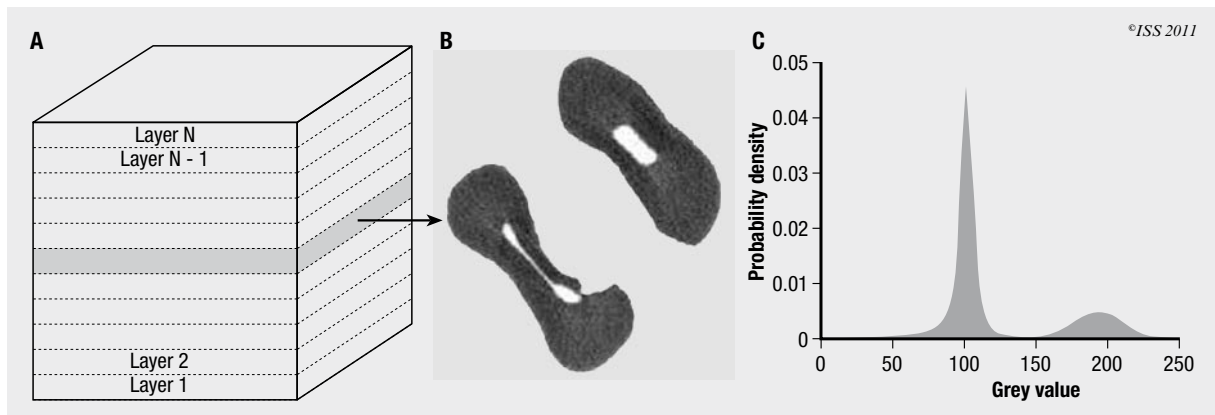 A
Layer N
Layer N - 1
Layer 2
Layer 1
B
C
©ISS 2011
Probability density
0.05
0.04
0.03
0.02
0.01
0
0 50 100 150 200 250
Grey value